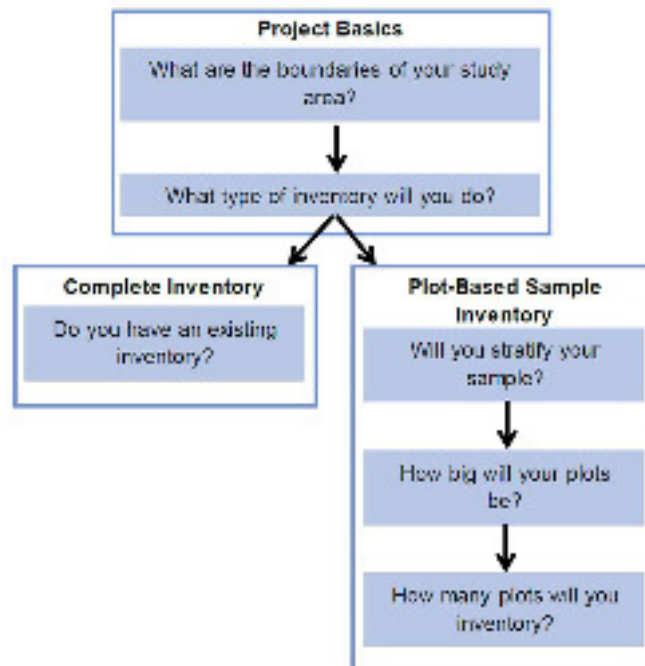 Project Basics
What are the boundaries of your study
area?
What type of inventory will you do?
Complete Inventory
Do you have an existing
inventory?
Plot-Based Sample
Inventory
Will you stratify your
sample?
How big will your plots
be?
How many plots will you
inventory?